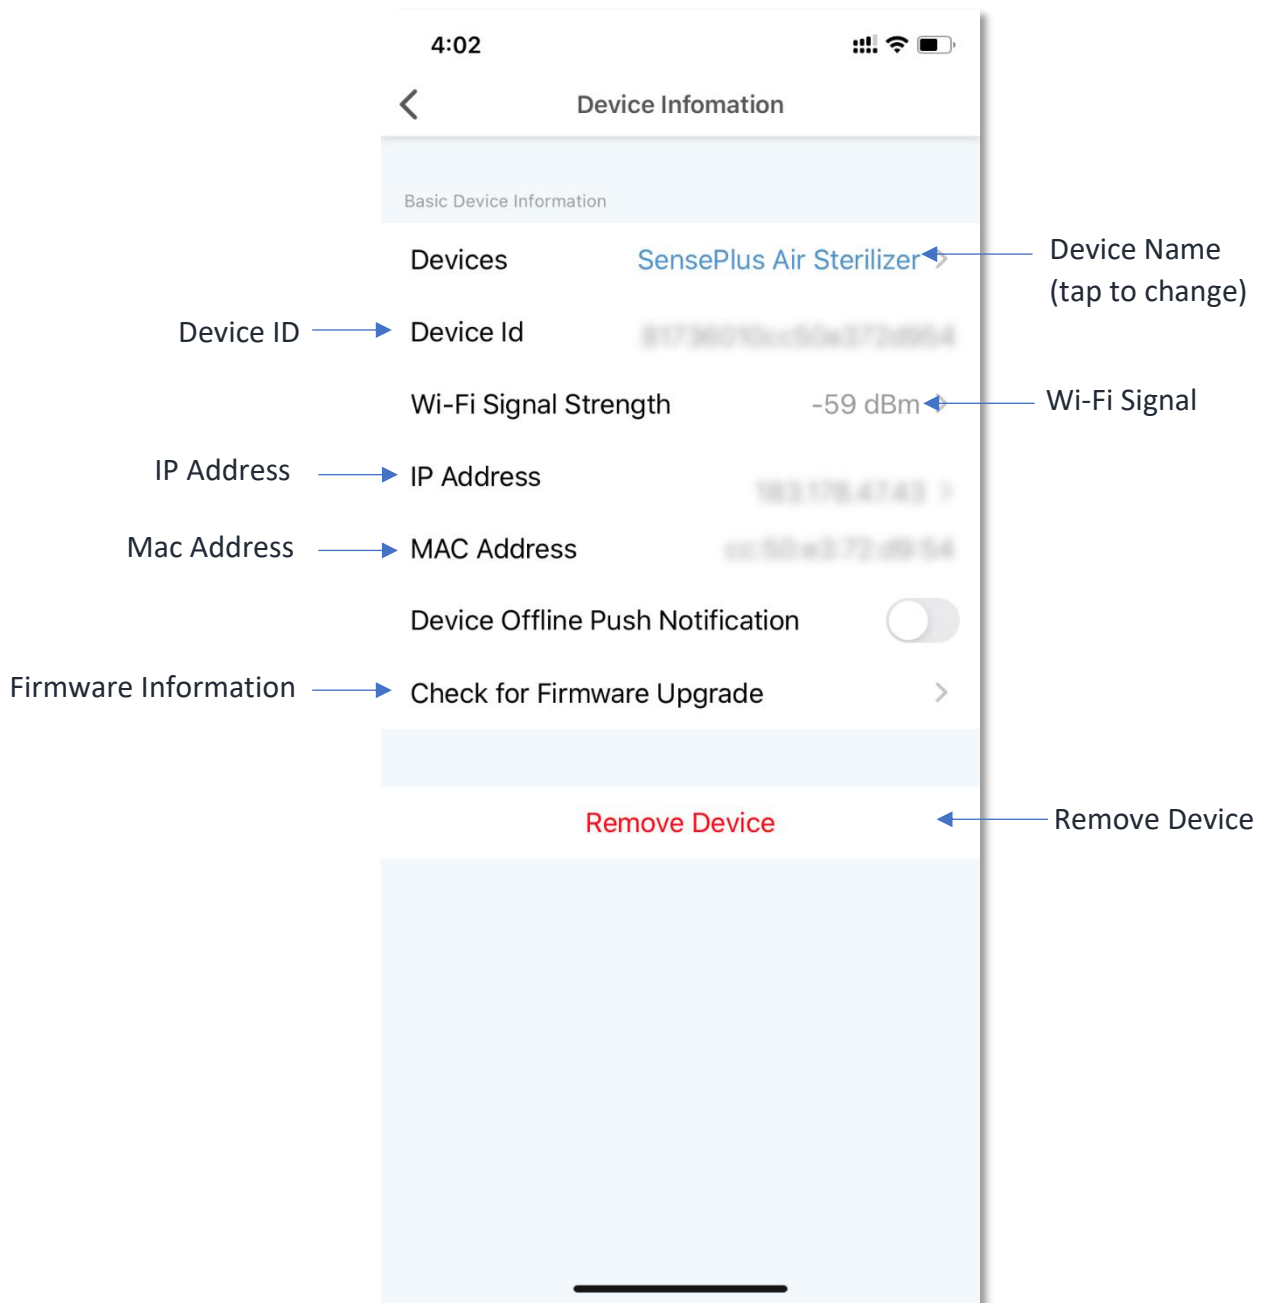 4:02
Device Infomation
Basic Device Information
Devices SensePlus Air Sterilizer
Device Name
(tap to change)
Device ID
Device Id
Wi-Fi Signal Strength -59 dBm
Wi-Fi Signal
IP Address
IP Address
Mac Address
MAC Address
Device Offline Push Notification
Firmware Information
Check for Firmware Upgrade
Remove Device
Remove Device